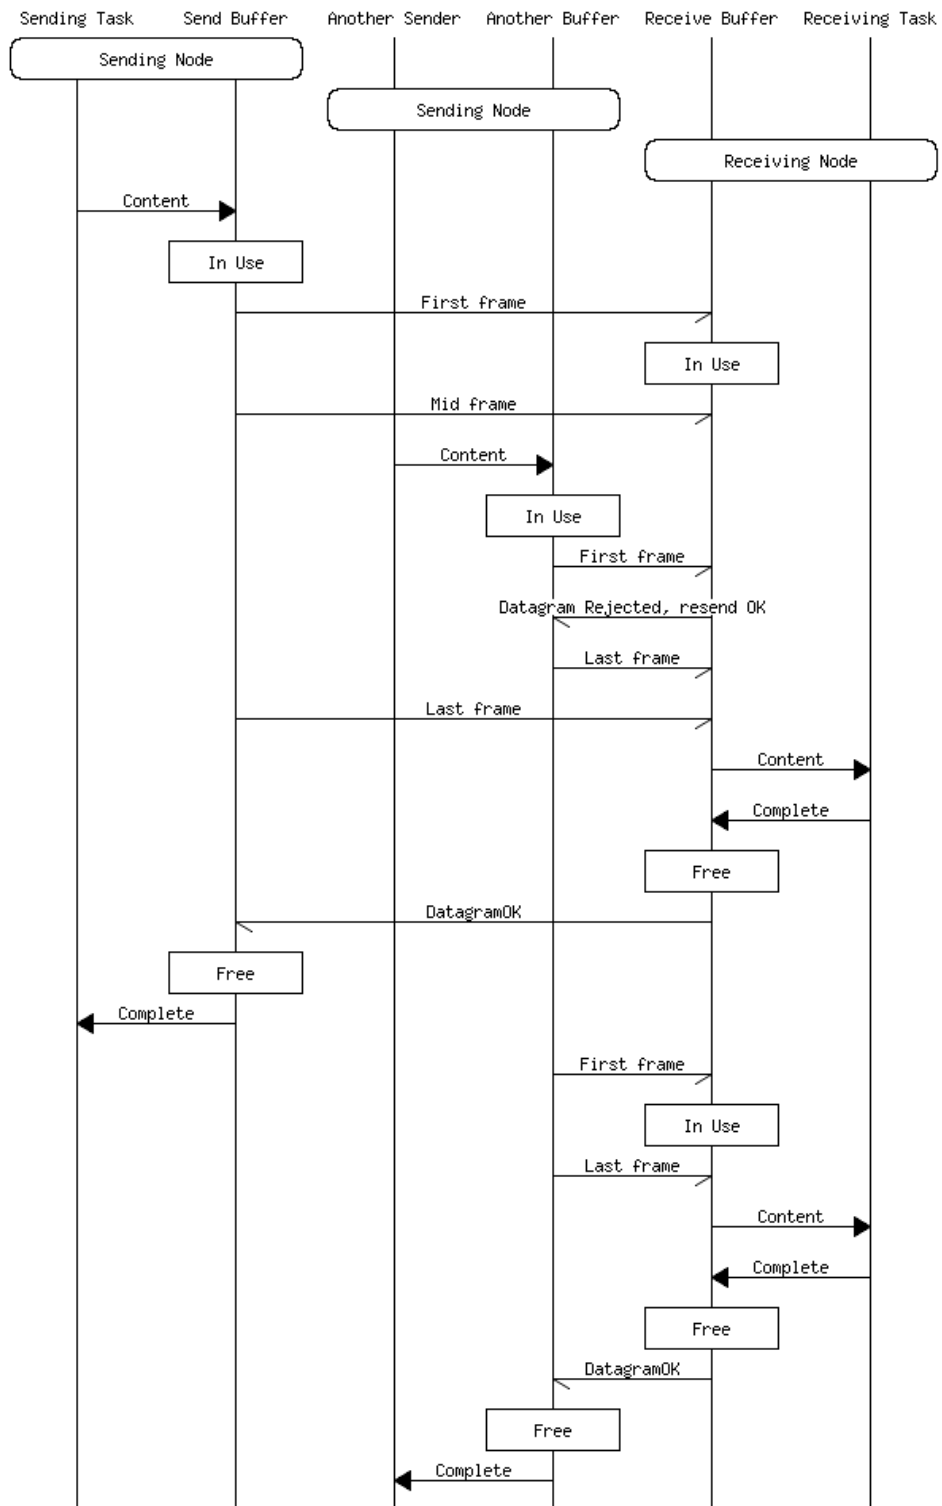 Sending Task Send Buffer Another Sender Another Buffer Receive Buffer Receiving Task
Sending Node
Sending Node
Receiving Node
Content
In Use
First frame
In Use
Mid frame
Content
In Use
First frame
Datagram Rejected, resend OK
Last frame
Last frame
Content
Complete
Free
DatagramOK
Free
Complete
First frame
In Use
Last frame
Content
Complete
Free
DatagramOK
Free
Complete